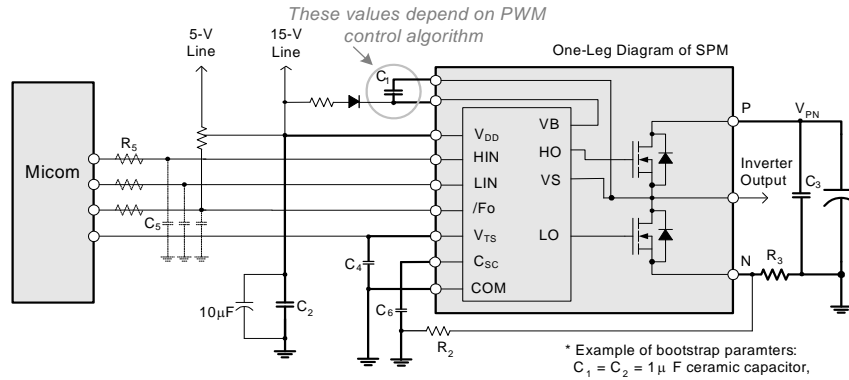 These values depend on PWM
control algorithm
5-V
Line
15-V
Line
C1
One-Leg Diagram of SPM
P
VPN
Micom
R5
VDD
HIN
LIN
/Fo
VTS
CSC
COM
VB
HO
VS
LO
Inverter
Output
C3
C5
C4
N
R3
10μF
C2
C6
R2
* Example of bootstrap paramters:
C1 = C2 = 1μ F ceramic capacitor,